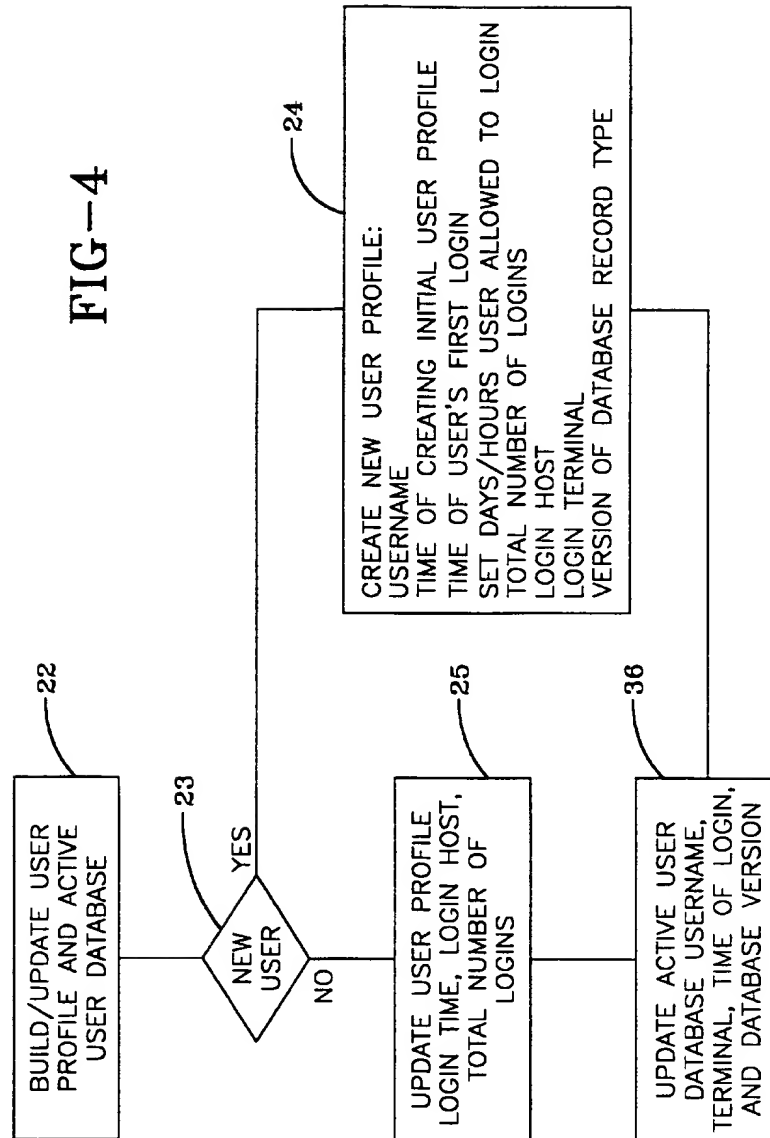 FIG-4
22
BUILD/UPDATE USER
PROFILE AND ACTIVE
USER DATABASE
23
NEW
USER
YES
NO
24
CREATE NEW USER PROFILE:
USERNAME
TIME OF CREATING INITIAL USER PROFILE
TIME OF USER'S FIRST LOGIN
SET DAYS/HOURS USER ALLOWED TO LOGIN
TOTAL NUMBER OF LOGINS
LOGIN HOST
LOGIN TERMINAL
VERSION OF DATABASE RECORD TYPE
25
UPDATE USER PROFILE
LOGIN TIME, LOGIN HOST,
TOTAL NUMBER OF
LOGINS
36
UPDATE ACTIVE USER
DATABASE USERNAME,
TERMINAL, TIME OF LOGIN,
AND DATABASE VERSION